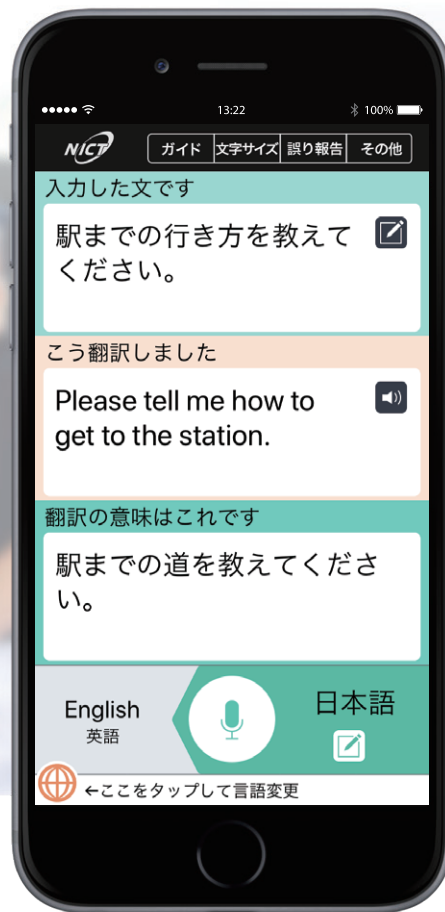 13:22
100%
NICT
ガイド 文字サイズ 誤り報告 その他
入力した文です
駅までの行き方を教えて
ください。
こう翻訳しました
Please tell me how to
get to the station.
翻訳の意味はこれです
駅までの道を教えてくださ
い。
English
英語
日本語
←ここをタップして言語変更